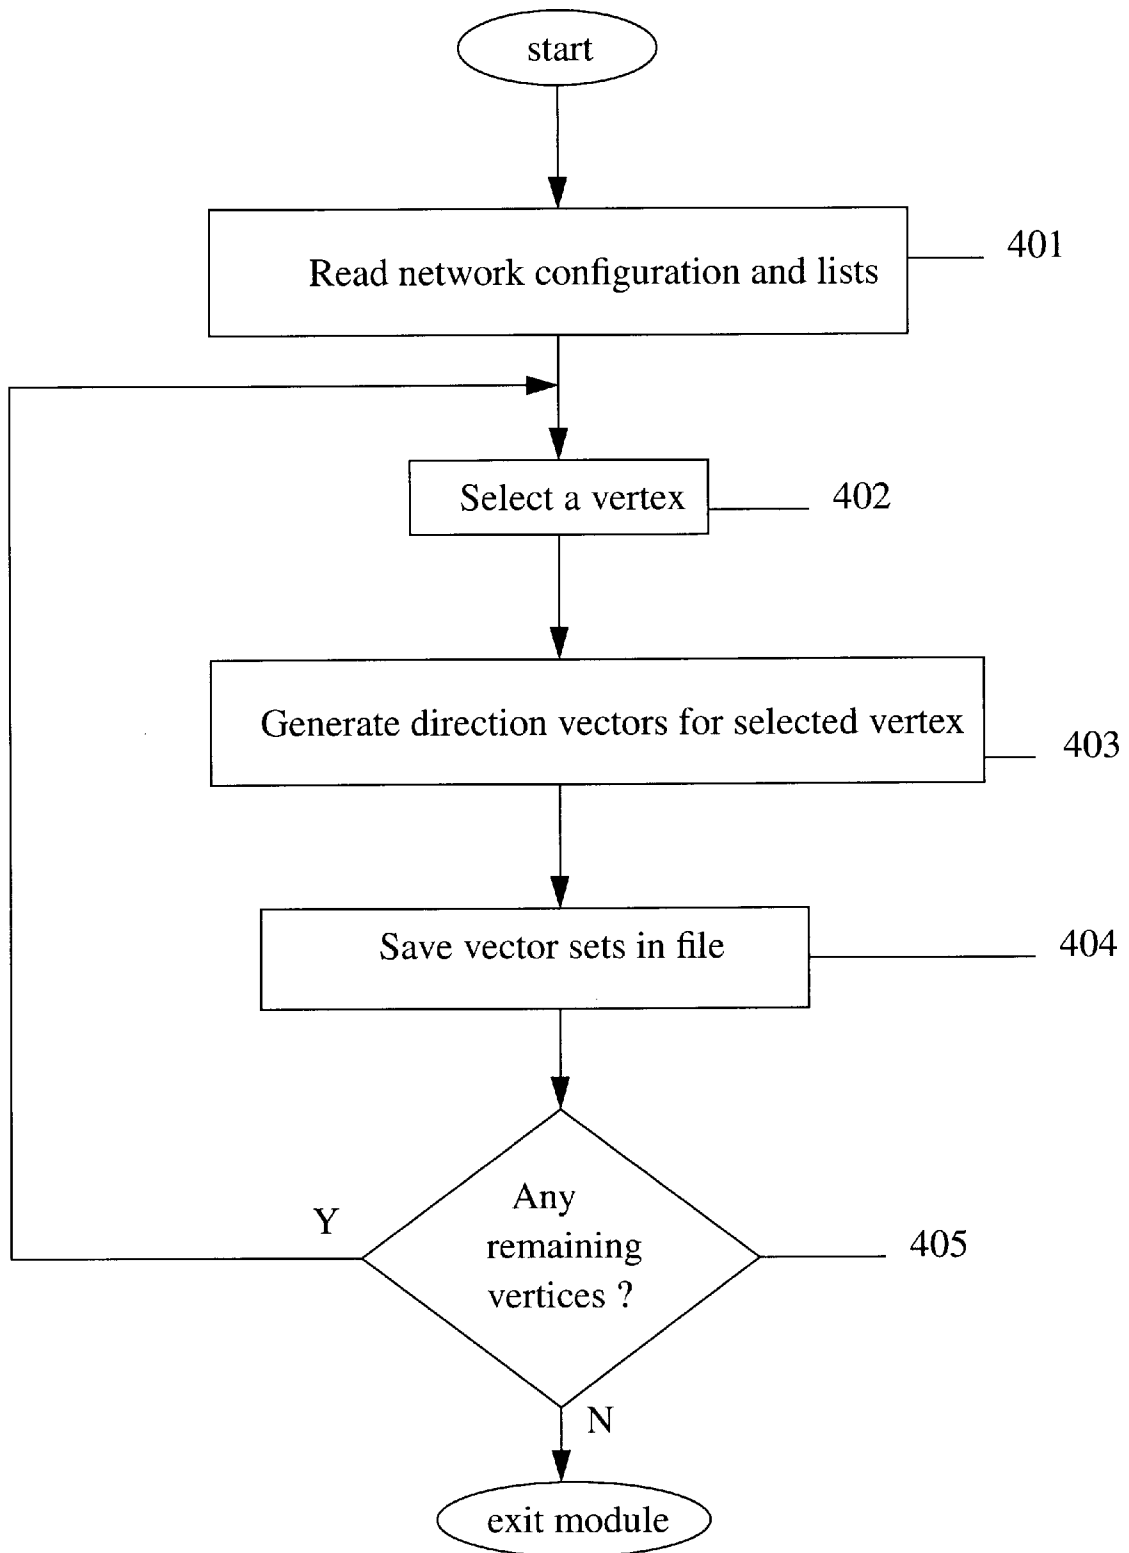 start
401
Read network configuration and lists
Select a vertex
402
Generate direction vectors for selected vertex
403
Save vector sets in file
404
Any
remaining
vertices ?
Y
405
N
exit module